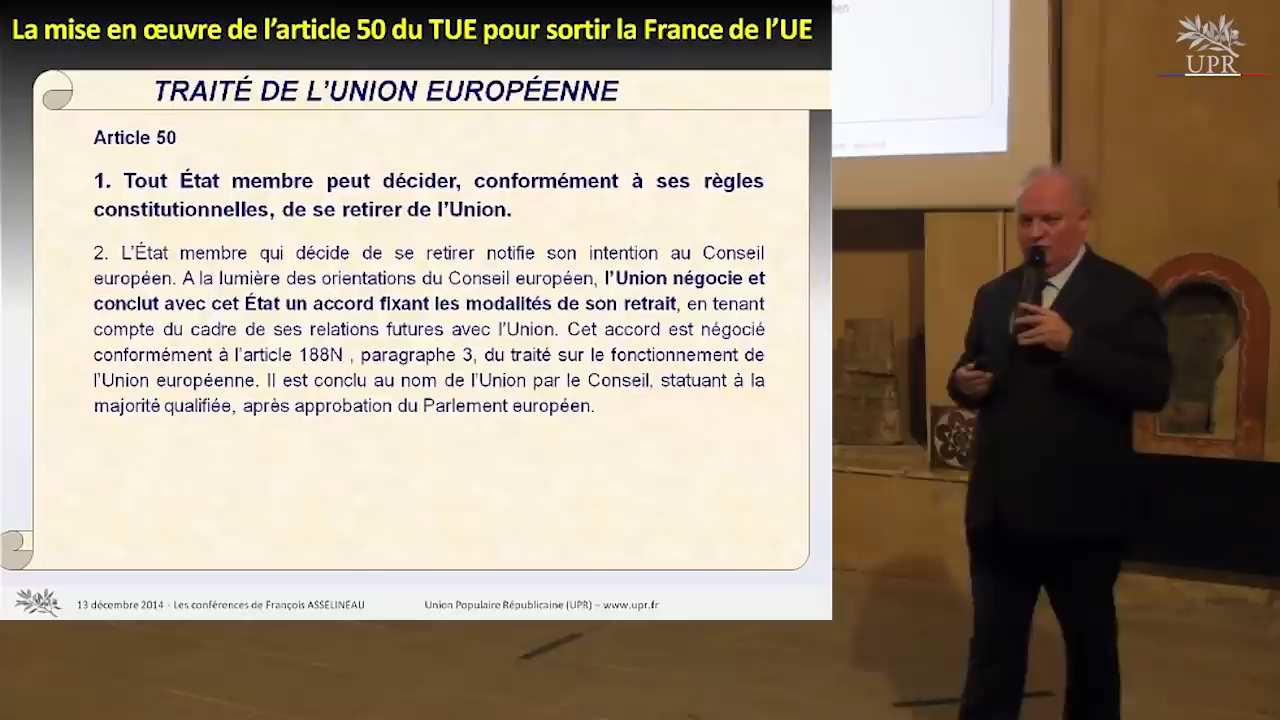 La mise en œuvre de l’article 50 du TUE pour sortir la France de l’UE
UPR
TRAITÉ DE L’UNION EUROPÉENNE
Article 50
1. Tout État membre peut décider, conformément à ses règles
constitutionnelles, de se retirer de l’Union.
2. L’État membre qui décide de se retirer notifie son intention au Conseil
européen. A la lumière des orientations du Conseil européen, l’Union négocie et
conclut avec cet État un accord fixant les modalités de son retrait, en tenant
compte du cadre de ses relations futures avec l’Union. Cet accord est négocié
conformément à l’article 188N , paragraphe 3, du traité sur le fonctionnement de
l’Union européenne. Il est conclu au nom de l’Union par le Conseil, statuant à la
majorité qualifiée, après approbation du Parlement européen.
13 décembre 2014 - Les conférences de François ASSELINEAU
Union Populaire Républicaine (UPR) – www.upr.fr